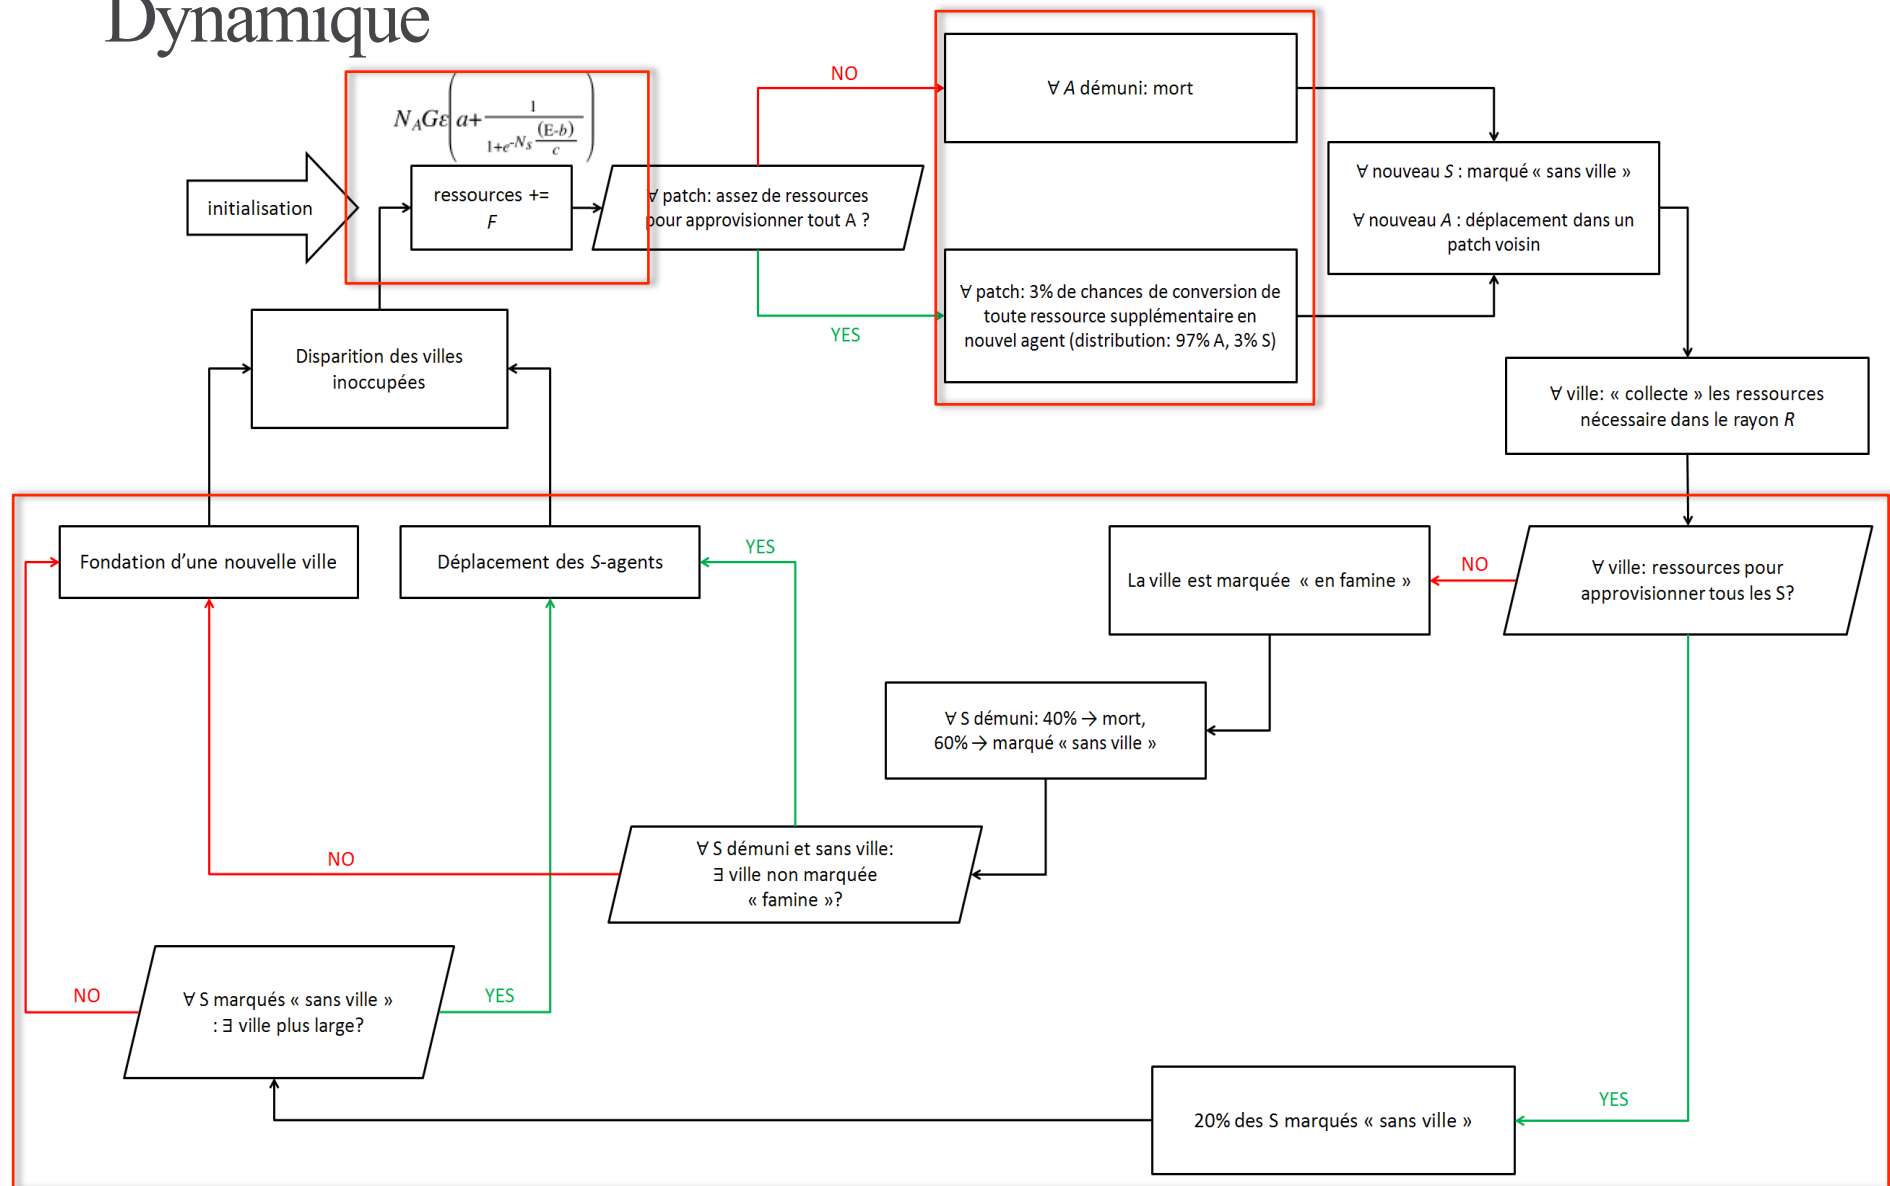 Dynamique
N_A Gε(a+ 1/(1+e^-N_S (E-b)/c))
initialisation
ressources +=
F
∀ patch: assez de ressources
pour approvisionner tout A ?
NO
YES
∀ A démuni: mort
∀ patch: 3% de chances de conversion de
toute ressource supplémentaire en
nouvel agent (distribution: 97% A, 3% S)
∀ nouveau S : marqué « sans ville »
∀ nouveau A : déplacement dans un
patch voisin
∀ ville: « collecte » les ressources
nécessaire dans le rayon R
Disparition des villes
inoccupées
Fondation d’une nouvelle ville
Déplacement des S-agents
YES
La ville est marquée « en famine »
NO
∀ ville: ressources pour
approvisionner tous les S?
∀ S démuni: 40% → mort,
60% → marqué « sans ville »
NO
∀ S démuni et sans ville:
∃ ville non marquée
« famine »?
NO
∀ S marqués « sans ville »
: ∃ ville plus large?
YES
20% des S marqués « sans ville »
YES